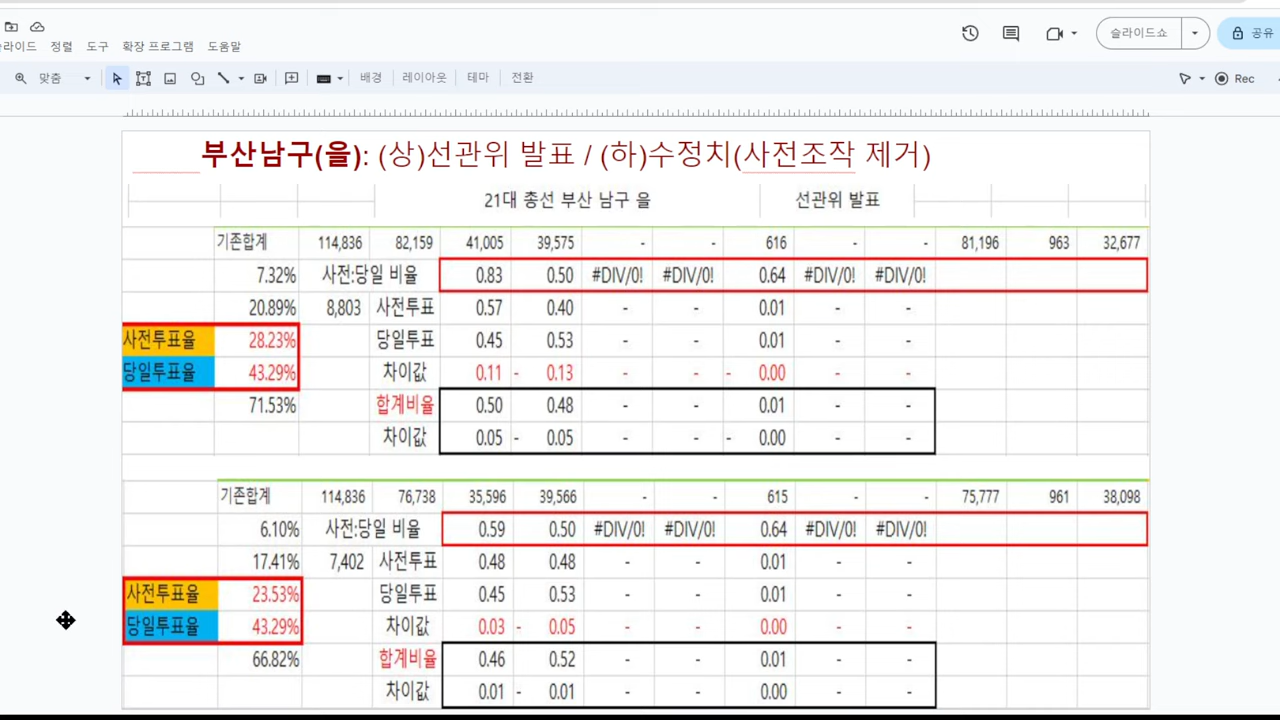 슬라이드쇼 공유
라이드 정렬 도구 확장 프로그램 도움말
맞춤 배경 레이아웃 테마 전환 Rec
부산남구(을): (상)선관위 발표 / (하)수정치(사전조작 제거)
21대 총선 부산 남구 을 선관위 발표
기존합계 114,836 82,159 41,005 39,575 - - 616 - - 81,196 963 32,677
7.32% 사전:당일 비율 0.83 0.50 #DIV/0! #DIV/0! 0.64 #DIV/0! #DIV/0!
20.89% 8,803 사전투표 0.57 0.40 - - 0.01 - -
사전투표율 28.23% 당일투표 0.45 0.53 - - 0.01 - -
당일투표율 43.29% 차이값 0.11 - 0.13 - - - 0.00 - -
71.53% 합계비율 0.50 0.48 - - 0.01 - -
차이값 0.05 - 0.05 - - - 0.00 - -
기존합계 114,836 76,738 35,596 39,566 - - 615 - - 75,777 961 38,098
6.10% 사전:당일 비율 0.59 0.50 #DIV/0! #DIV/0! 0.64 #DIV/0! #DIV/0!
17.41% 7,402 사전투표 0.48 0.48 - - 0.01 - -
사전투표율 23.53% 당일투표 0.45 0.53 - - 0.01 - -
당일투표율 43.29% 차이값 0.03 - 0.05 - - 0.00 - -
66.82% 합계비율 0.46 0.52 - - 0.01 - -
차이값 0.01 - 0.01 - - 0.00 - -